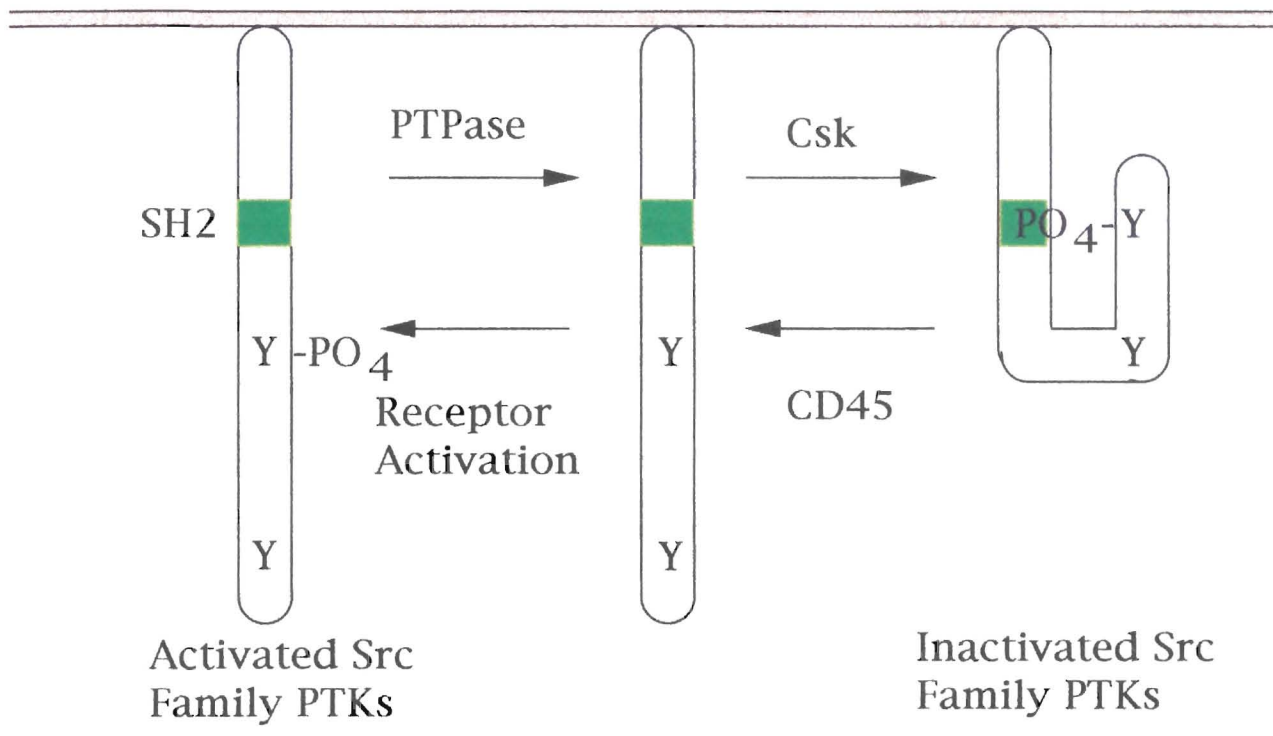 PTPase
Csk
SH2
PO4-Y
Y-PO4
Y
Y
Receptor
Activation
CD45
Y
Y
Activated Src
Family PTKs
Inactivated Src
Family PTKs